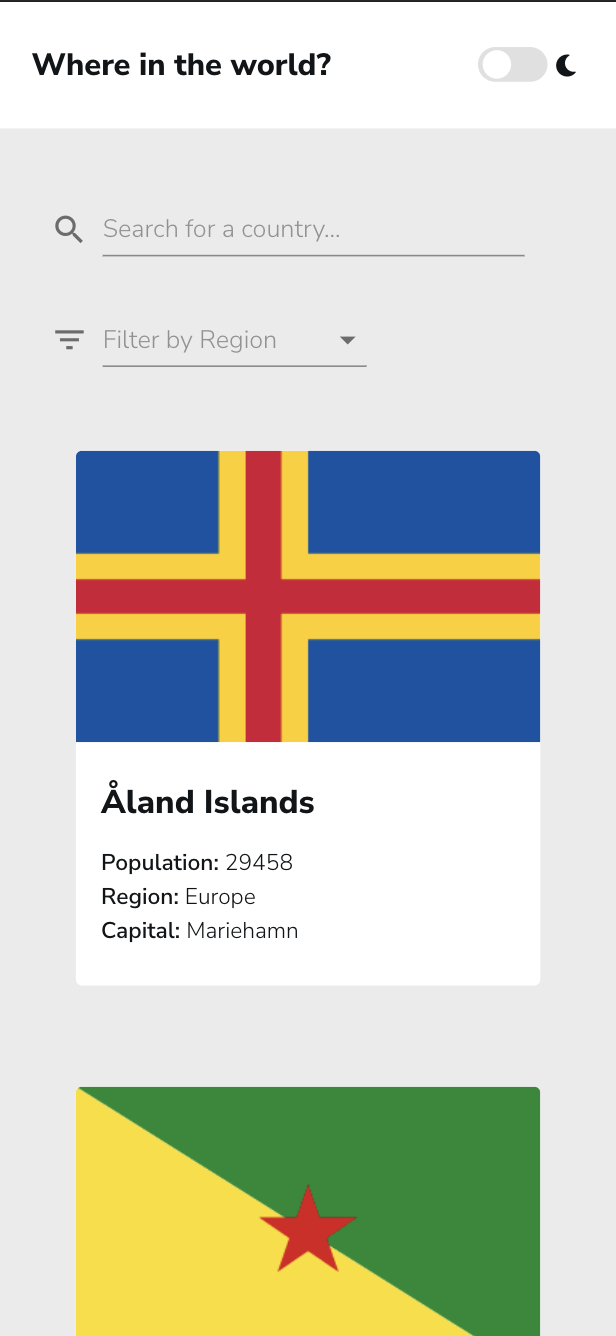 Where in the world?
Search for a country...
Filter by Region
Åland Islands
Population: 29458
Region: Europe
Capital: Mariehamn